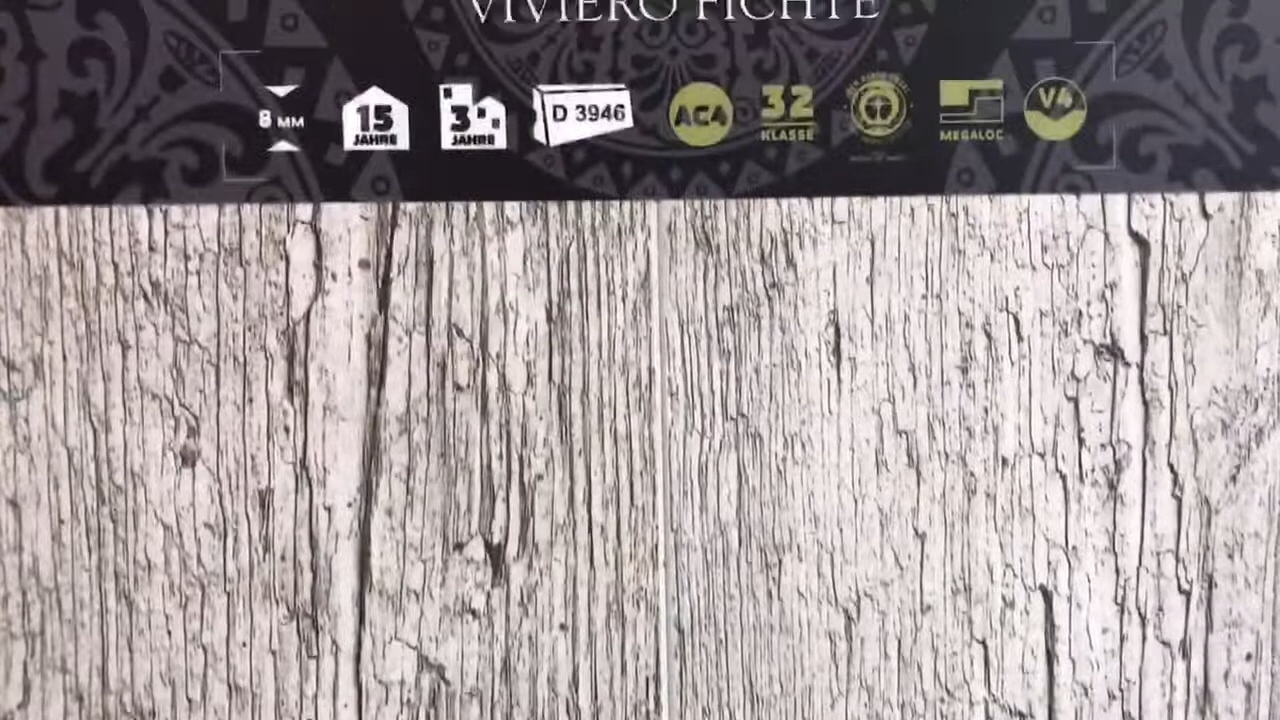 VIVIERO FICHTE
8 MM
15 JAHRE
3 JAHRE
D 3946
AC4
32 KLASSE
MEGALOC
V4